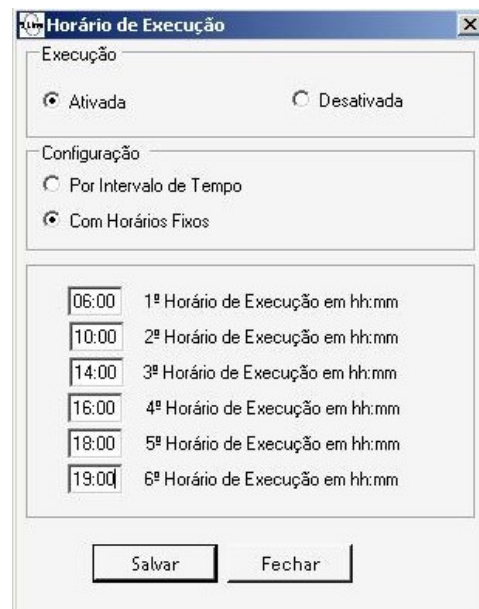 Horário de Execução
Execução
Ativada
Desativada
Configuração
Por Intervalo de Tempo
Com Horários Fixos
06:00 1º Horário de Execução em hh:mm
10:00 2º Horário de Execução em hh:mm
14:00 3º Horário de Execução em hh:mm
16:00 4º Horário de Execução em hh:mm
18:00 5º Horário de Execução em hh:mm
19:00 6º Horário de Execução em hh:mm
Salvar
Fechar